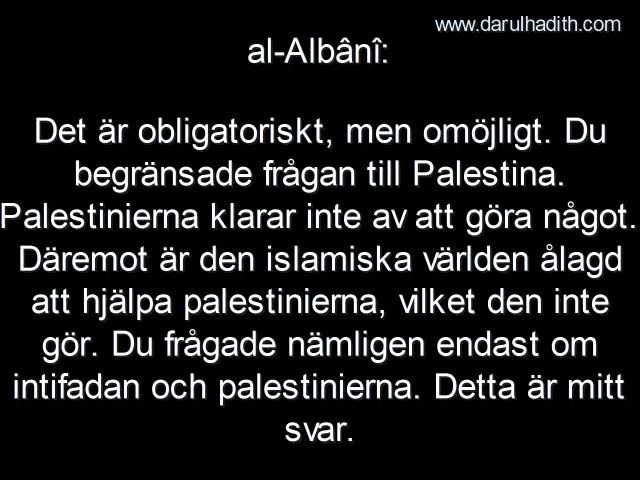 www.darulhadith.com
al-Albânî:
Det är obligatoriskt, men omöjligt. Du
begränsade frågan till Palestina.
Palestinierna klarar inte av att göra något.
Däremot är den islamiska världen ålagd
att hjälpa palestinierna, vilket den inte
gör. Du frågade nämligen endast om
intifadan och palestinierna. Detta är mitt
svar.